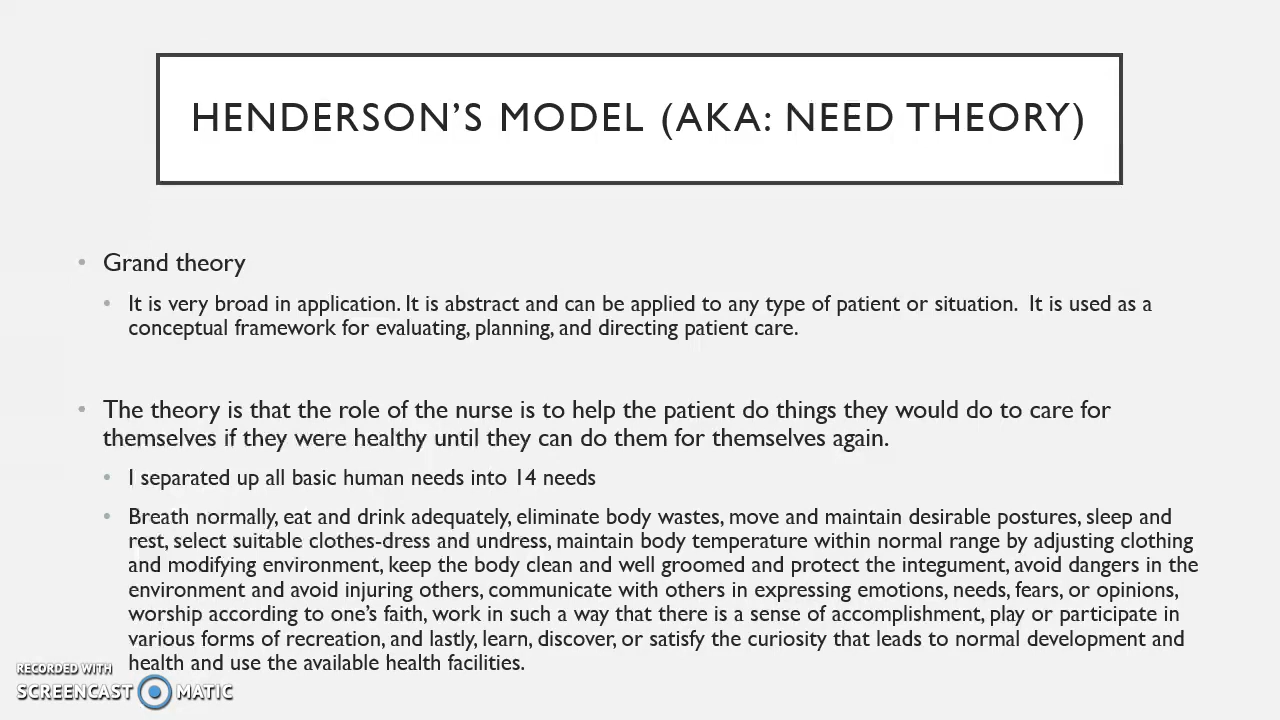 HENDERSON'S MODEL (AKA: NEED THEORY)
• Grand theory
• It is very broad in application. It is abstract and can be applied to any type of patient or situation.  It is used as a
conceptual framework for evaluating, planning, and directing patient care.
• The theory is that the role of the nurse is to help the patient do things they would do to care for
themselves if they were healthy until they can do them for themselves again.
• I separated up all basic human needs into 14 needs
• Breath normally, eat and drink adequately, eliminate body wastes, move and maintain desirable postures, sleep and
rest, select suitable clothes-dress and undress, maintain body temperature within normal range by adjusting clothing
and modifying environment, keep the body clean and well groomed and protect the integument, avoid dangers in the
environment and avoid injuring others, communicate with others in expressing emotions, needs, fears, or opinions,
worship according to one's faith, work in such a way that there is a sense of accomplishment, play or participate in
various forms of recreation, and lastly, learn, discover, or satisfy the curiosity that leads to normal development and
health and use the available health facilities.
RECORDED WITH
SCREENCAST MATIC